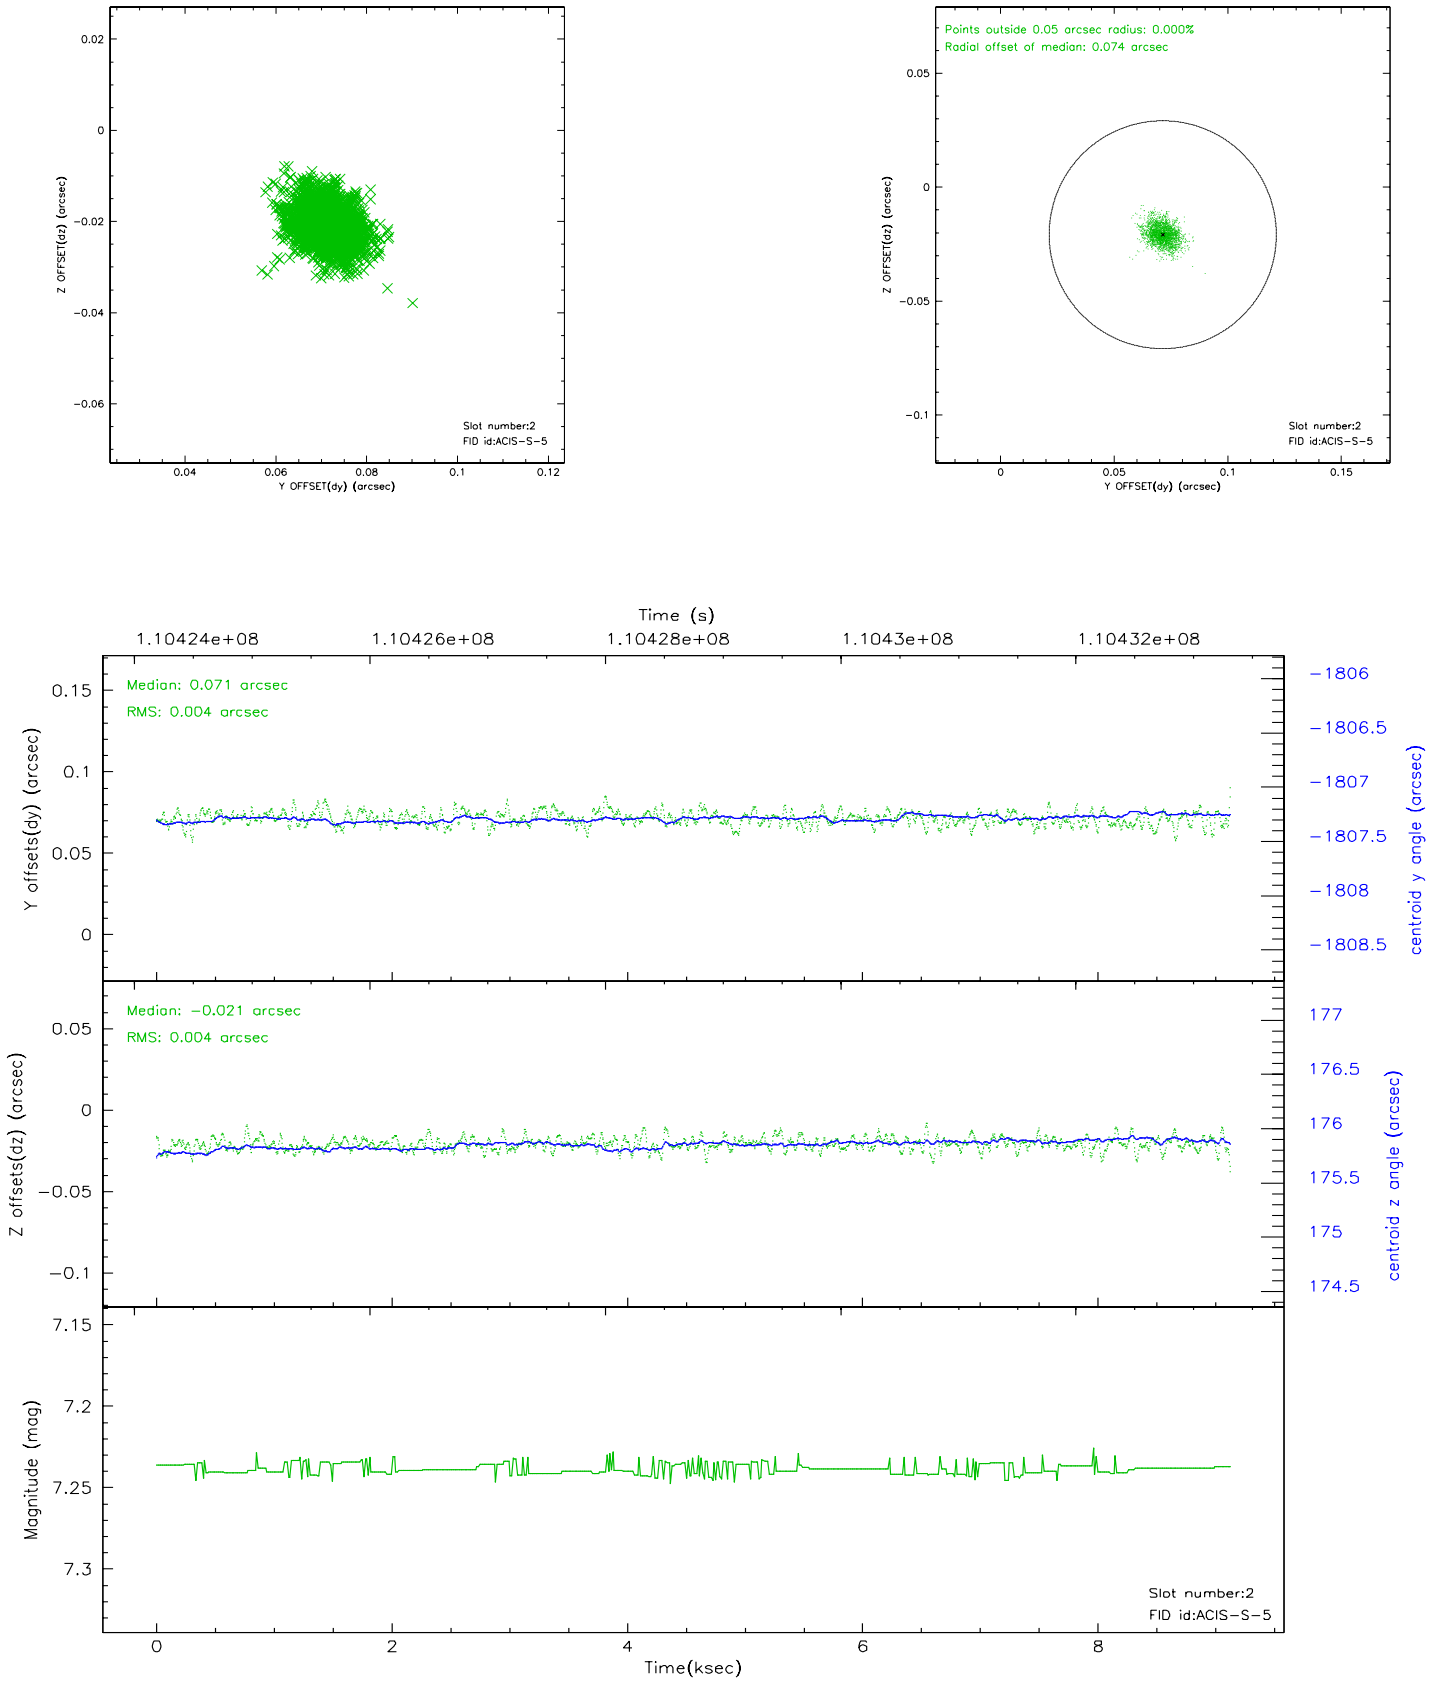 0.02
0
-0.02
-0.04
-0.06
Z OFFSET(dz) (arcsec)
Slot number:2
FID id:ACIS-S-5
0.04 0.06 0.08 0.1 0.12
Y OFFSET(dy) (arcsec)
Points outside 0.05 arcsec radius: 0.000%
Radial offset of median: 0.074 arcsec
0.05
0
-0.05
-0.1
Z OFFSET(dz) (arcsec)
Slot number:2
FID id:ACIS-S-5
0 0.05 0.1 0.15
Y OFFSET(dy) (arcsec)
Time (s)
1.10424e+08 1.10426e+08 1.10428e+08 1.1043e+08 1.10432e+08
Median: 0.071 arcsec
RMS: 0.004 arcsec
0.15
0.1
0.05
0
Y offsets(dy) (arcsec)
-1806
-1806.5
-1807
-1807.5
-1808
-1808.5
centroid y angle (arcsec)
Median: -0.021 arcsec
RMS: 0.004 arcsec
0.05
0
-0.05
-0.1
Z offsets(dz) (arcsec)
177
176.5
176
175.5
175
174.5
centroid z angle (arcsec)
7.15
7.2
7.25
7.3
Magnitude (mag)
Slot number:2
FID id:ACIS-S-5
0 2 4 6 8
Time(ksec)